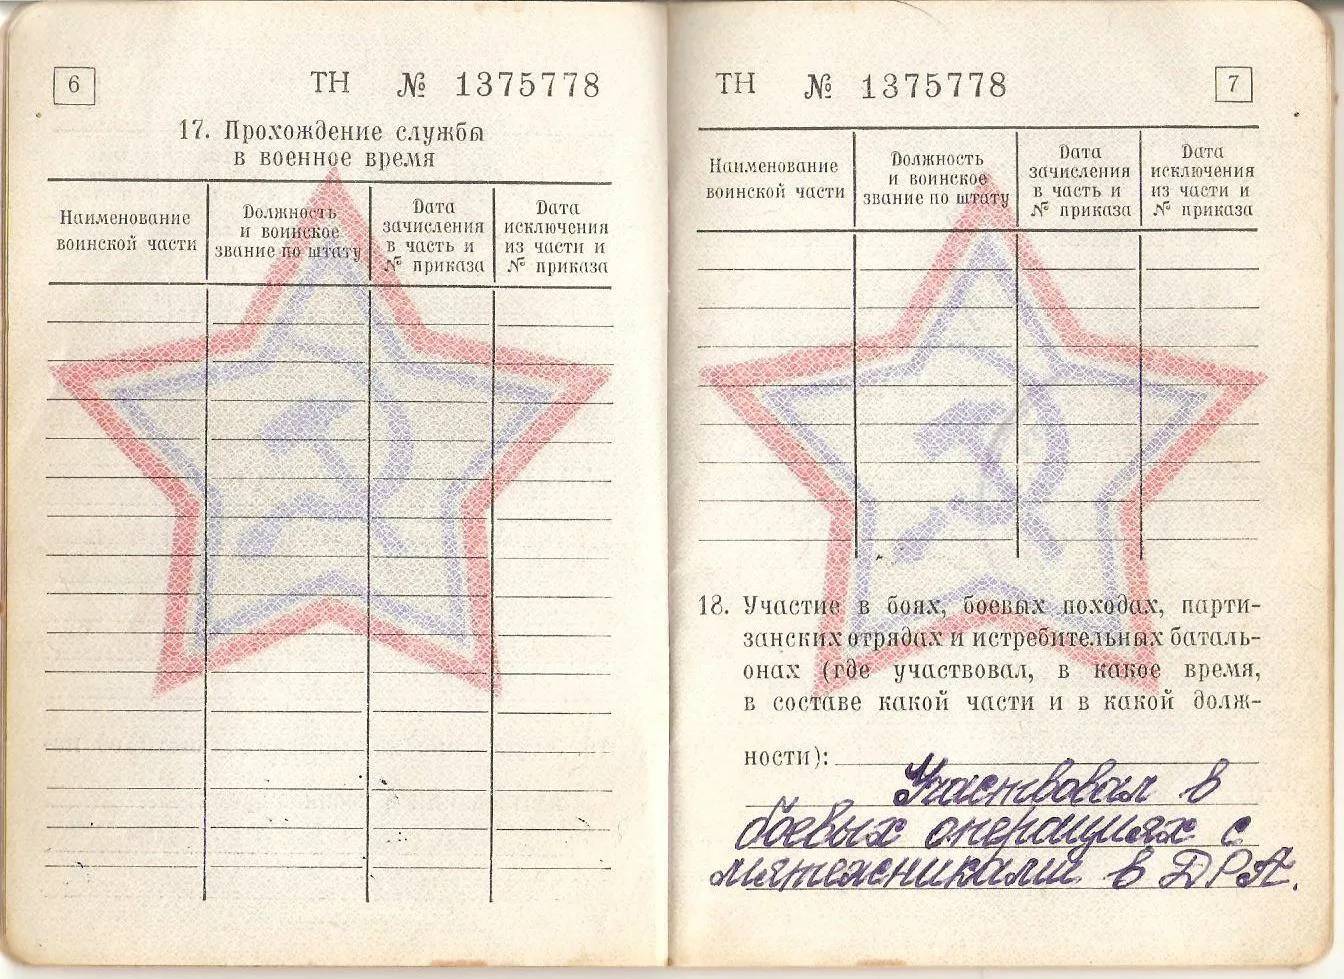 6
ТН № 1375778
17. Прохождение службы
в военное время
Наименование
воинской части
Должность
и воинское
звание по штату
Дата
зачисления
в часть и
№ приказа
Дата
исключения
из части и
№ приказа
ТН № 1375778
7
Наименование
воинской части
Должность
и воинское
звание по штату
Дата
зачисления
в часть и
№ приказа
Дата
исключения
из части и
№ приказа
18. Участие в боях, боевых походах, парти-
занских отрядах и истребительных баталь-
онах (где участвовал, в какое время,
в составе какой части и в какой долж-
ности):
Участвовал в
боевых операциях с
мятежниками в ДРА.